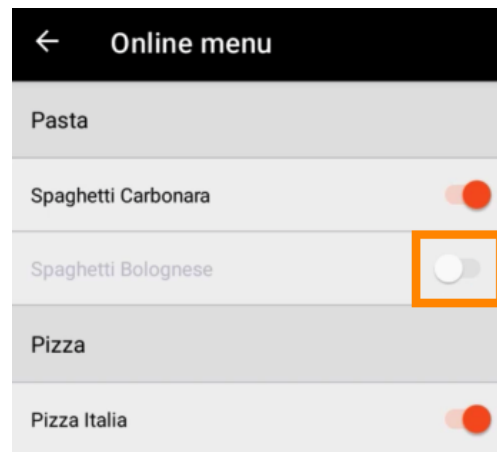 Online menu
Pasta
Spaghetti Carbonara
Spaghetti Bolognese
Pizza
Pizza Italia